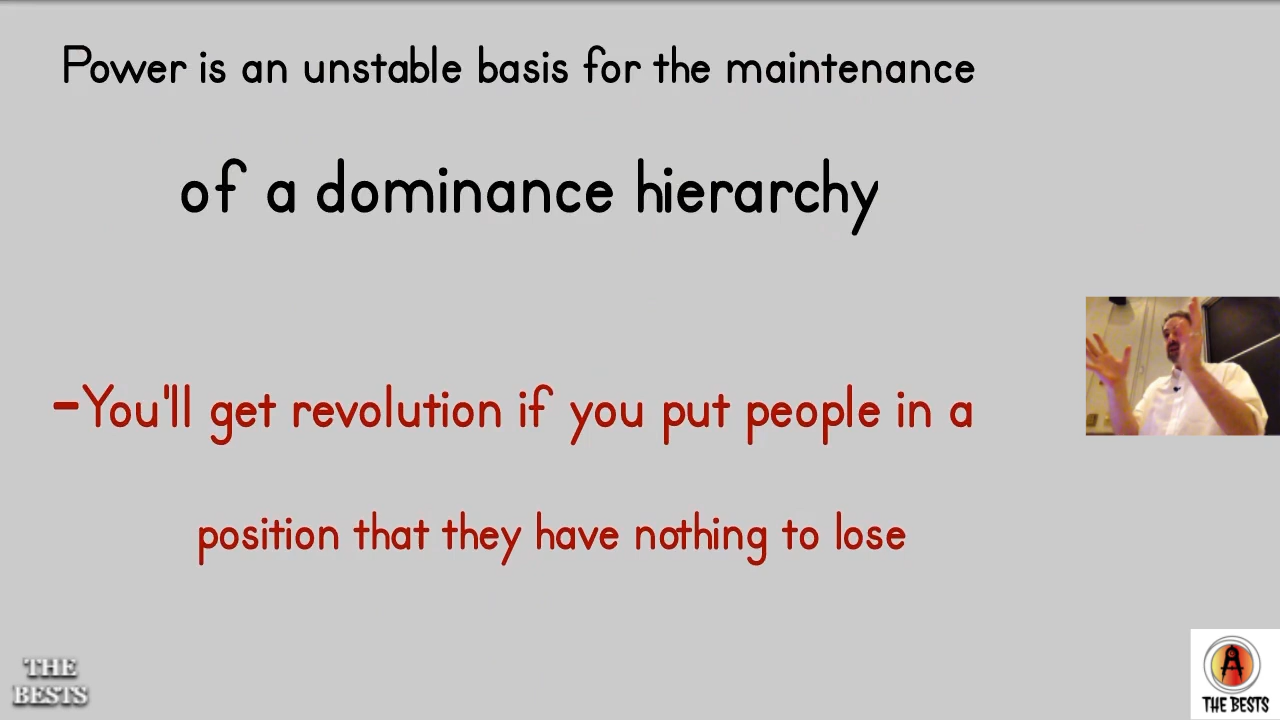 Power is an unstable basis for the maintenance
of a dominance hierarchy
-You'll get revolution if you put people in a
position that they have nothing to lose
THE
BESTS
A
THE BESTS